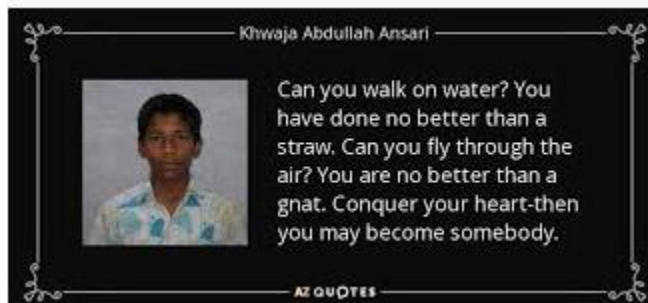 Khwaja Abdullah Ansari
Can you walk on water? You
have done no better than a
straw. Can you fly through the
air? You are no better than a
gnat. Conquer your heart-then
you may become somebody.
AZ QUOTES